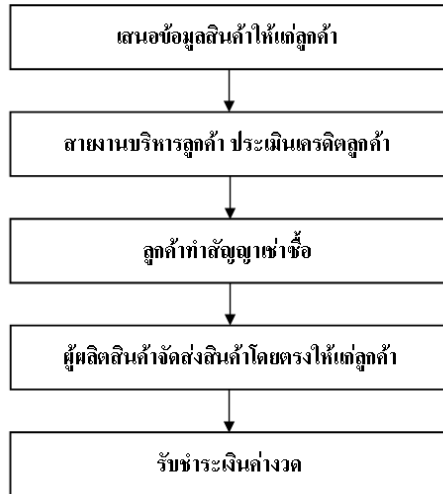 เสนอข้อมูลสินค้าให้แก่ลูกค้า
สายงานบริหารลูกค้า ประเมินเครดิตลูกค้า
ลูกค้าทำสัญญาเช่าซื้อ
ผู้ผลิตสินค้าจัดส่งสินค้าโดยตรงให้แก่ลูกค้า
รับชำระเงินค่างวด